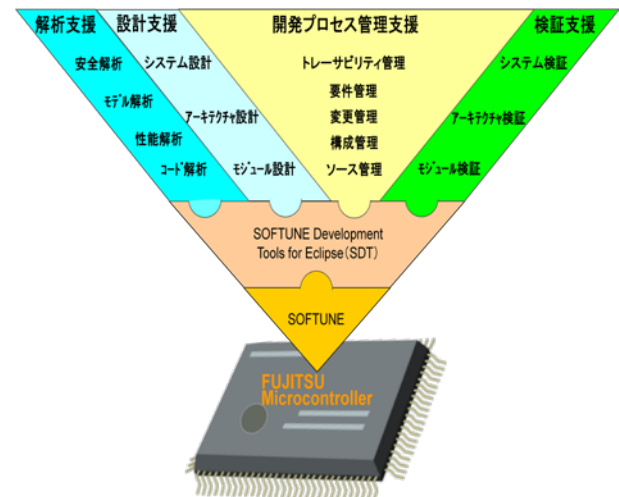 解析支援
安全解析
ﾓﾃﾞﾙ解析
性能解析
ｺｰﾄﾞ解析
設計支援
ｼｽﾃﾑ設計
ｱｰｷﾃｸﾁｬ設計
ﾓｼﾞｭｰﾙ設計
開発プロセス管理支援
トレーサビリティ管理
要件管理
変更管理
構成管理
ソース管理
検証支援
ｼｽﾃﾑ検証
ｱｰｷﾃｸﾁｬ検証
ﾓｼﾞｭｰﾙ検証
SOFTUNE Development
Tools for Eclipse(SDT)
SOFTUNE
FUJITSU
Microcontroller